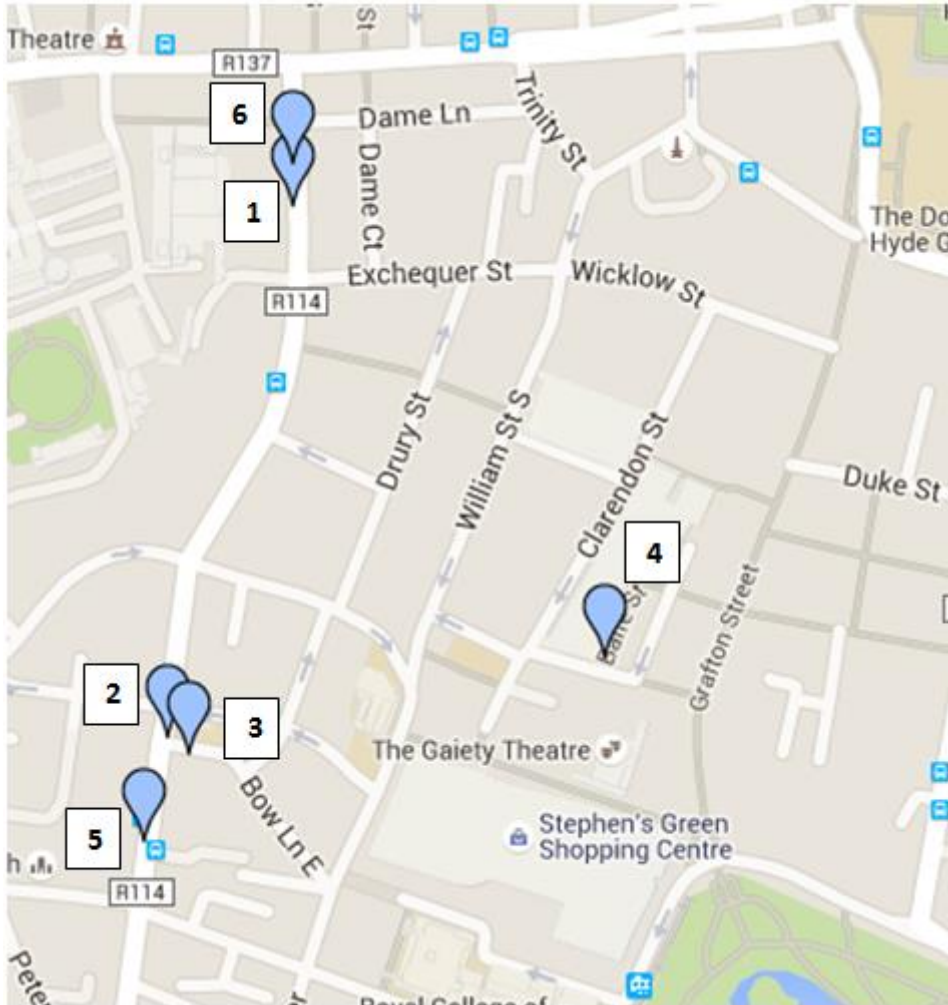 Theatre
St
R137
6
Dame Ln
Trinity St
1
Dame Ct
The Do
Hyde G
Exchequer St
Wicklow St
R114
Drury St
William St S
Clarendon St
Duke St
4
Grafton Street
2
3
The Gaiety Theatre
Bow Ln E
5
Stephen's Green
Shopping Centre
h
R114
Peter
Royal College of